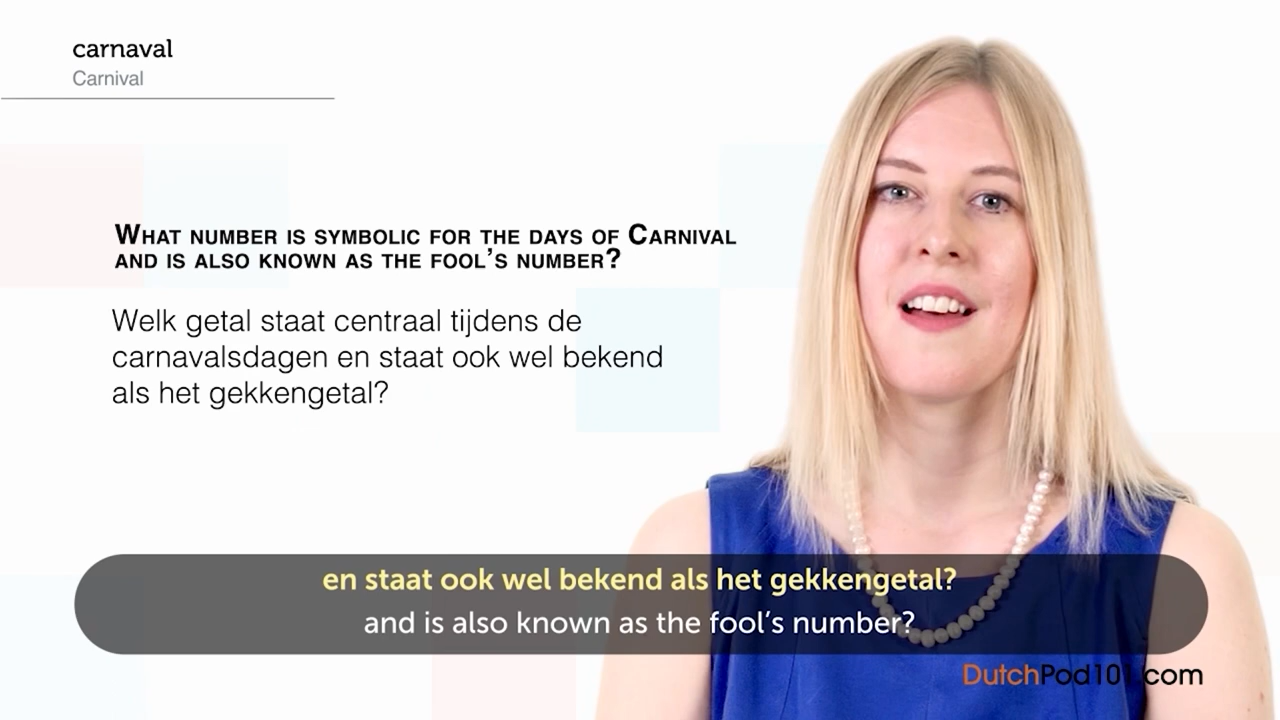 carnaval
Carnival
What number is symbolic for the days of Carnival
and is also known as the fool's number?
Welk getal staat centraal tijdens de
carnavalsdagen en staat ook wel bekend
als het gekkengetal?
en staat ook wel bekend als het gekkengetal?
and is also known as the fool's number?
DutchPod101.com